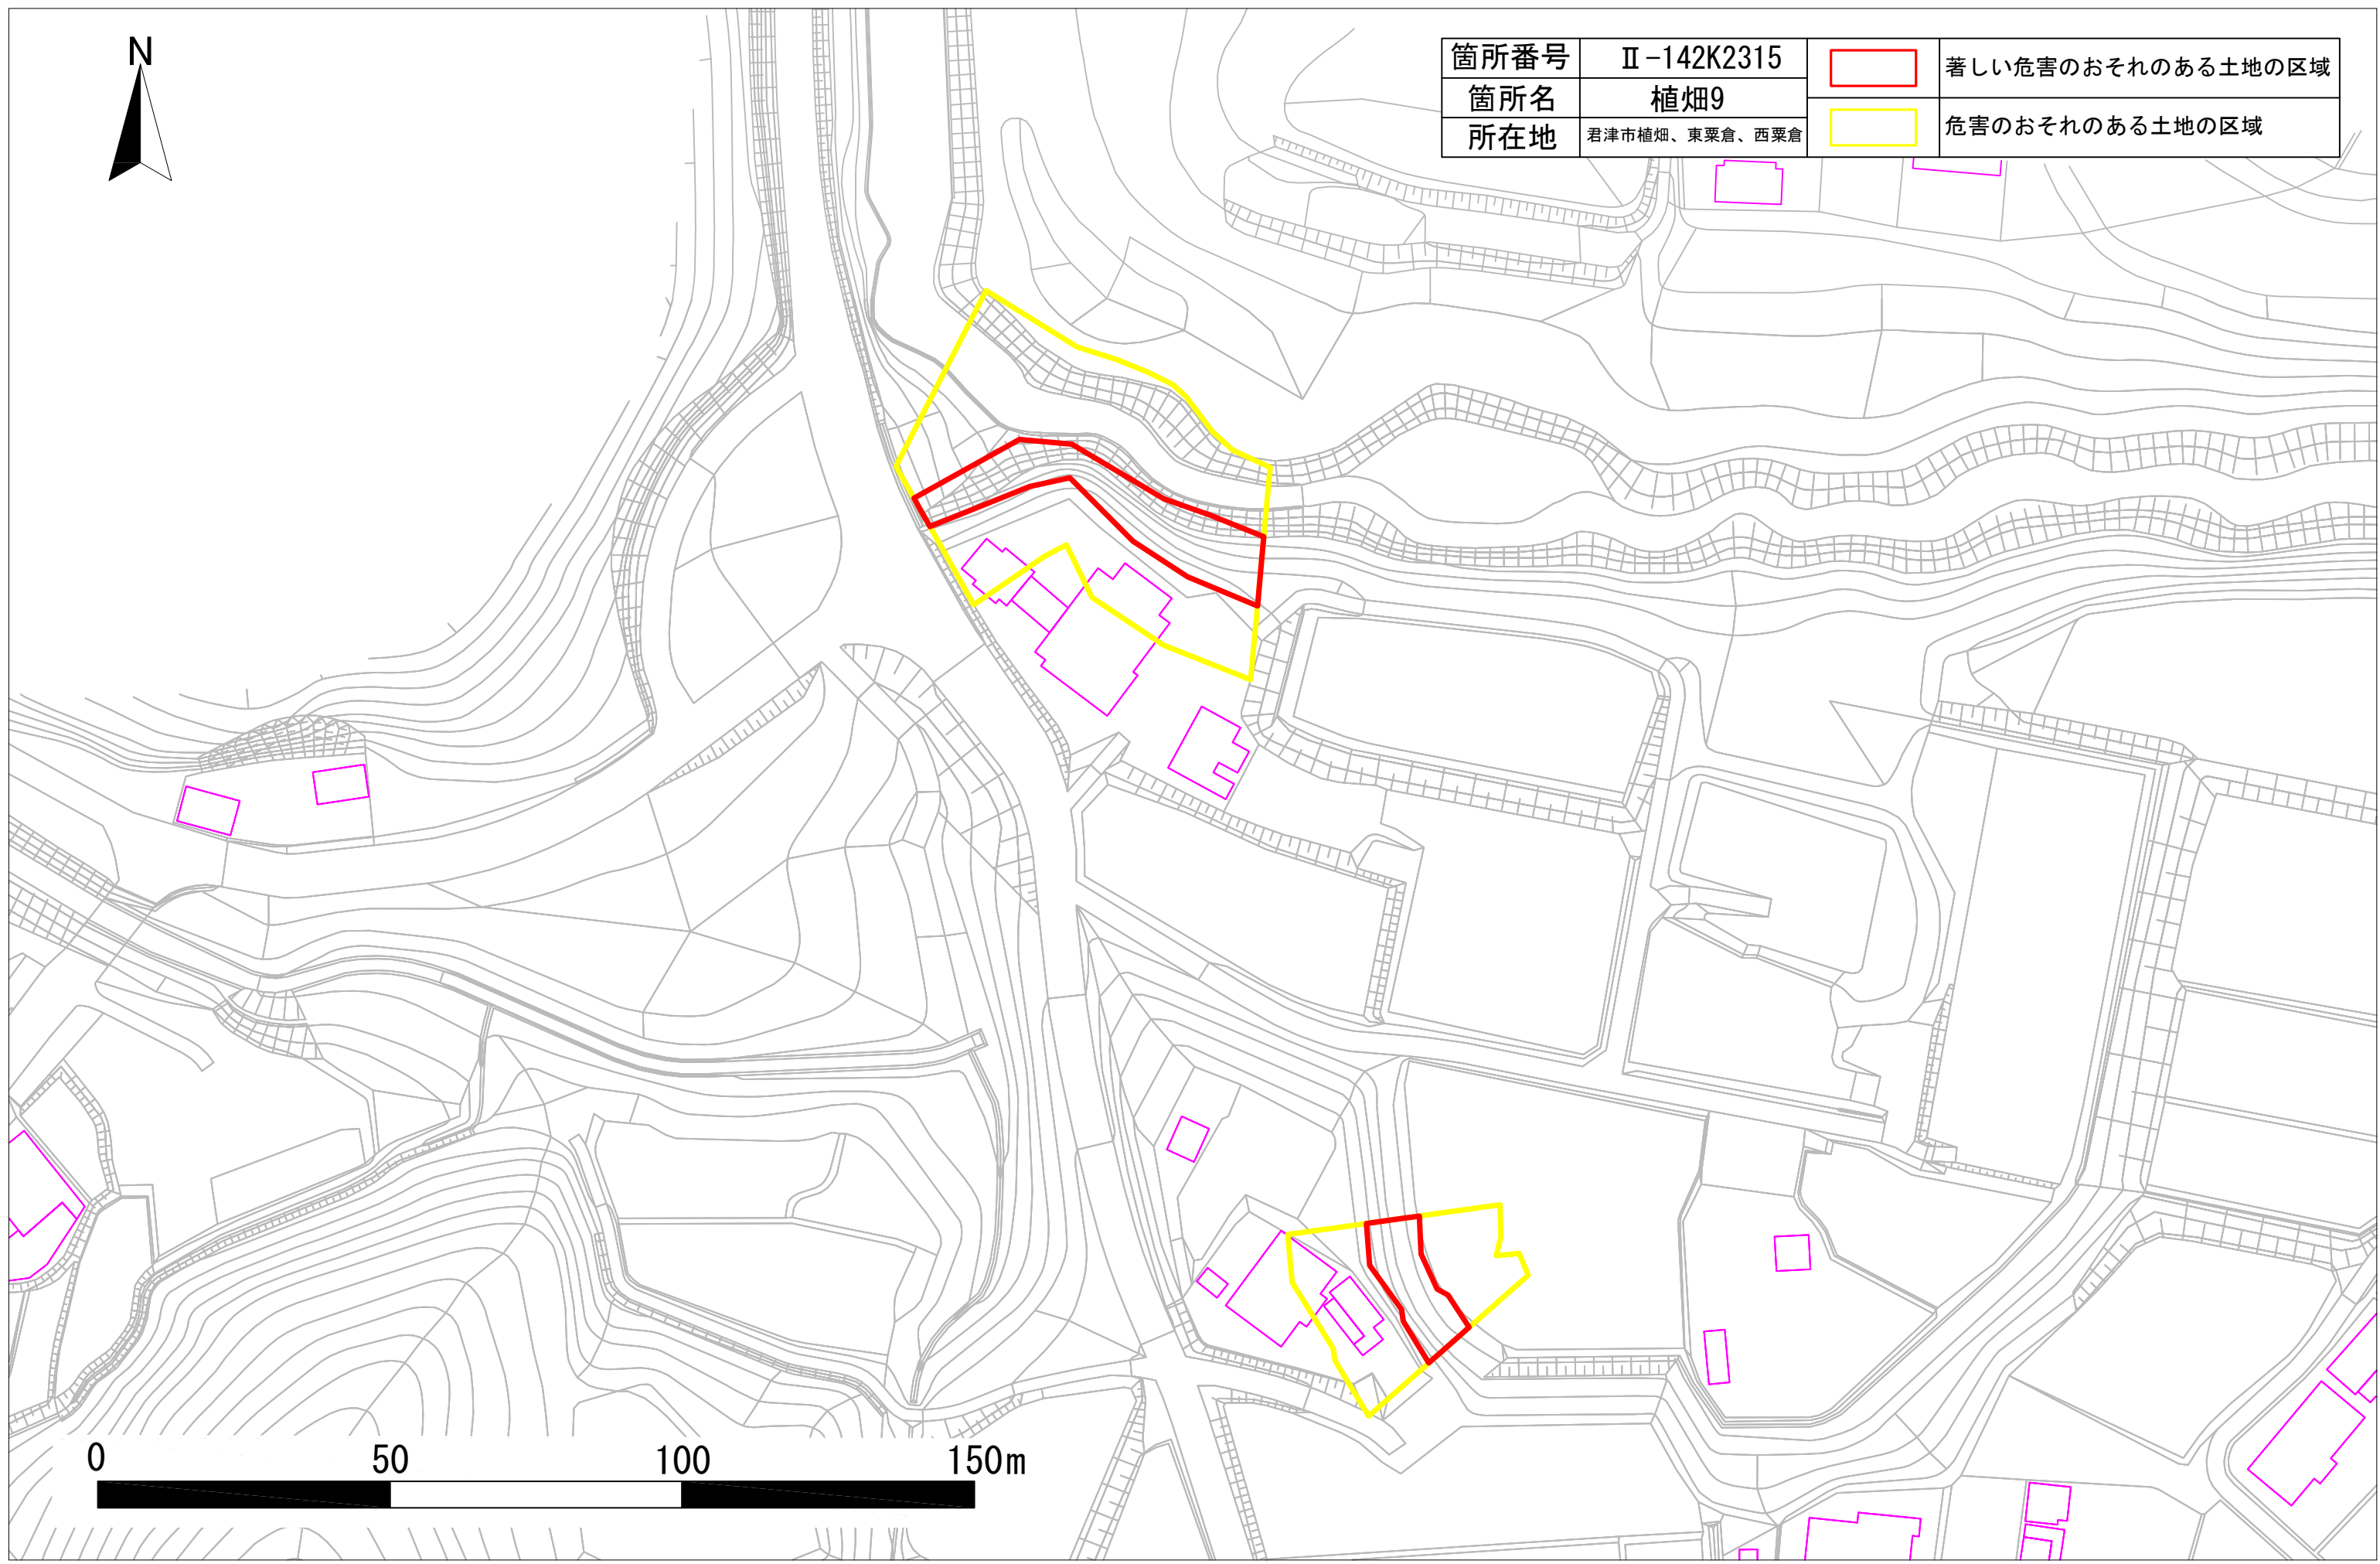 N
箇所番号 Ⅱ-142K2315
箇所名 植畑9
所在地 君津市植畑、東粟倉、西粟倉
著しい危害のおそれのある土地の区域
危害のおそれのある土地の区域
0 50 100 150m